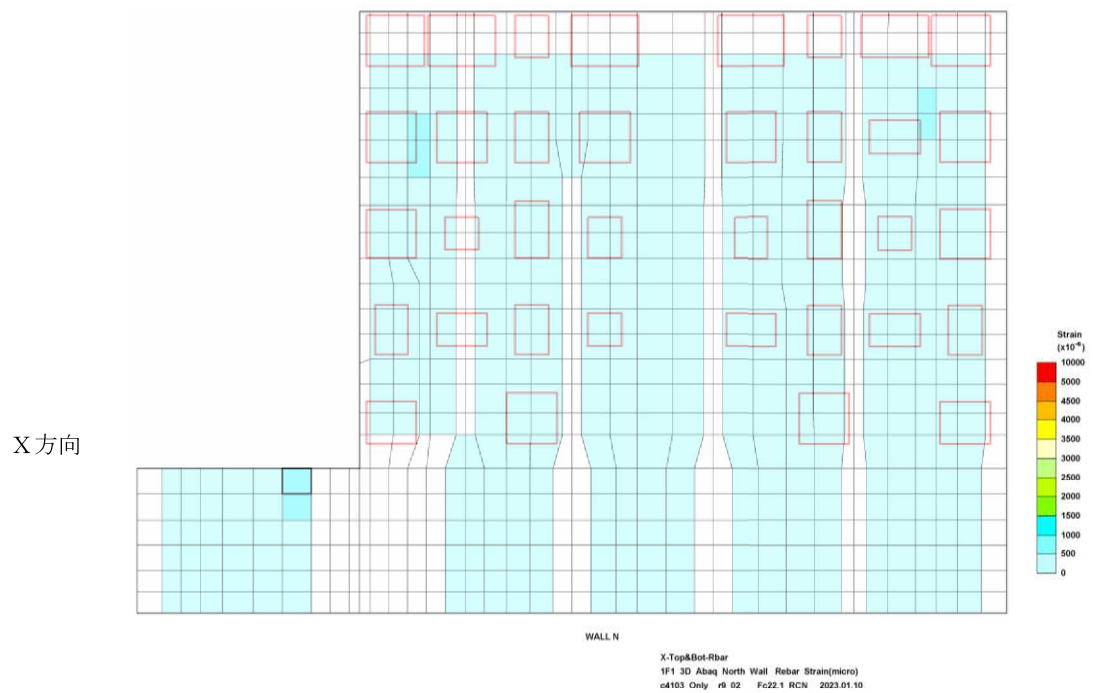 X方向
Strain
(x10⁻⁶)
10000
5000
4500
4000
3500
3000
2500
2000
1500
1000
500
0
WALL N
X-Top&Bot-Rbar
1F1 3D Abaq North Wall Rebar Strain(micro)
c4103 Only r9 02 Fc22.1 RCN 2023.01.10